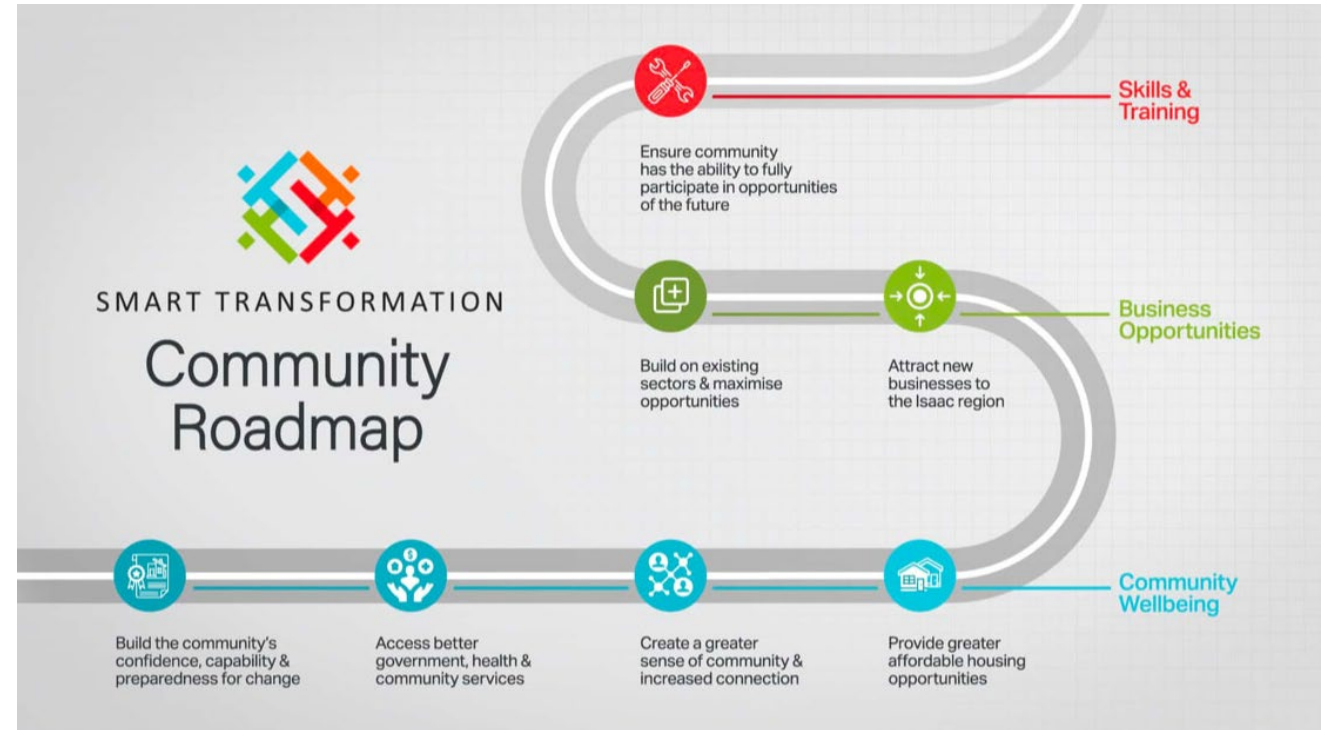 SMART TRANSFORMATION
Community
Roadmap
Skills &
Training
Ensure community
has the ability to fully
participate in opportunities
of the future
Business
Opportunities
Build on existing
sectors & maximise
opportunities
Attract new
businesses to
the Isaac region
Community
Wellbeing
Build the community's
confidence, capability &
preparedness for change
Access better
government, health &
community services
Create a greater
sense of community &
increased connection
Provide greater
affordable housing
opportunities